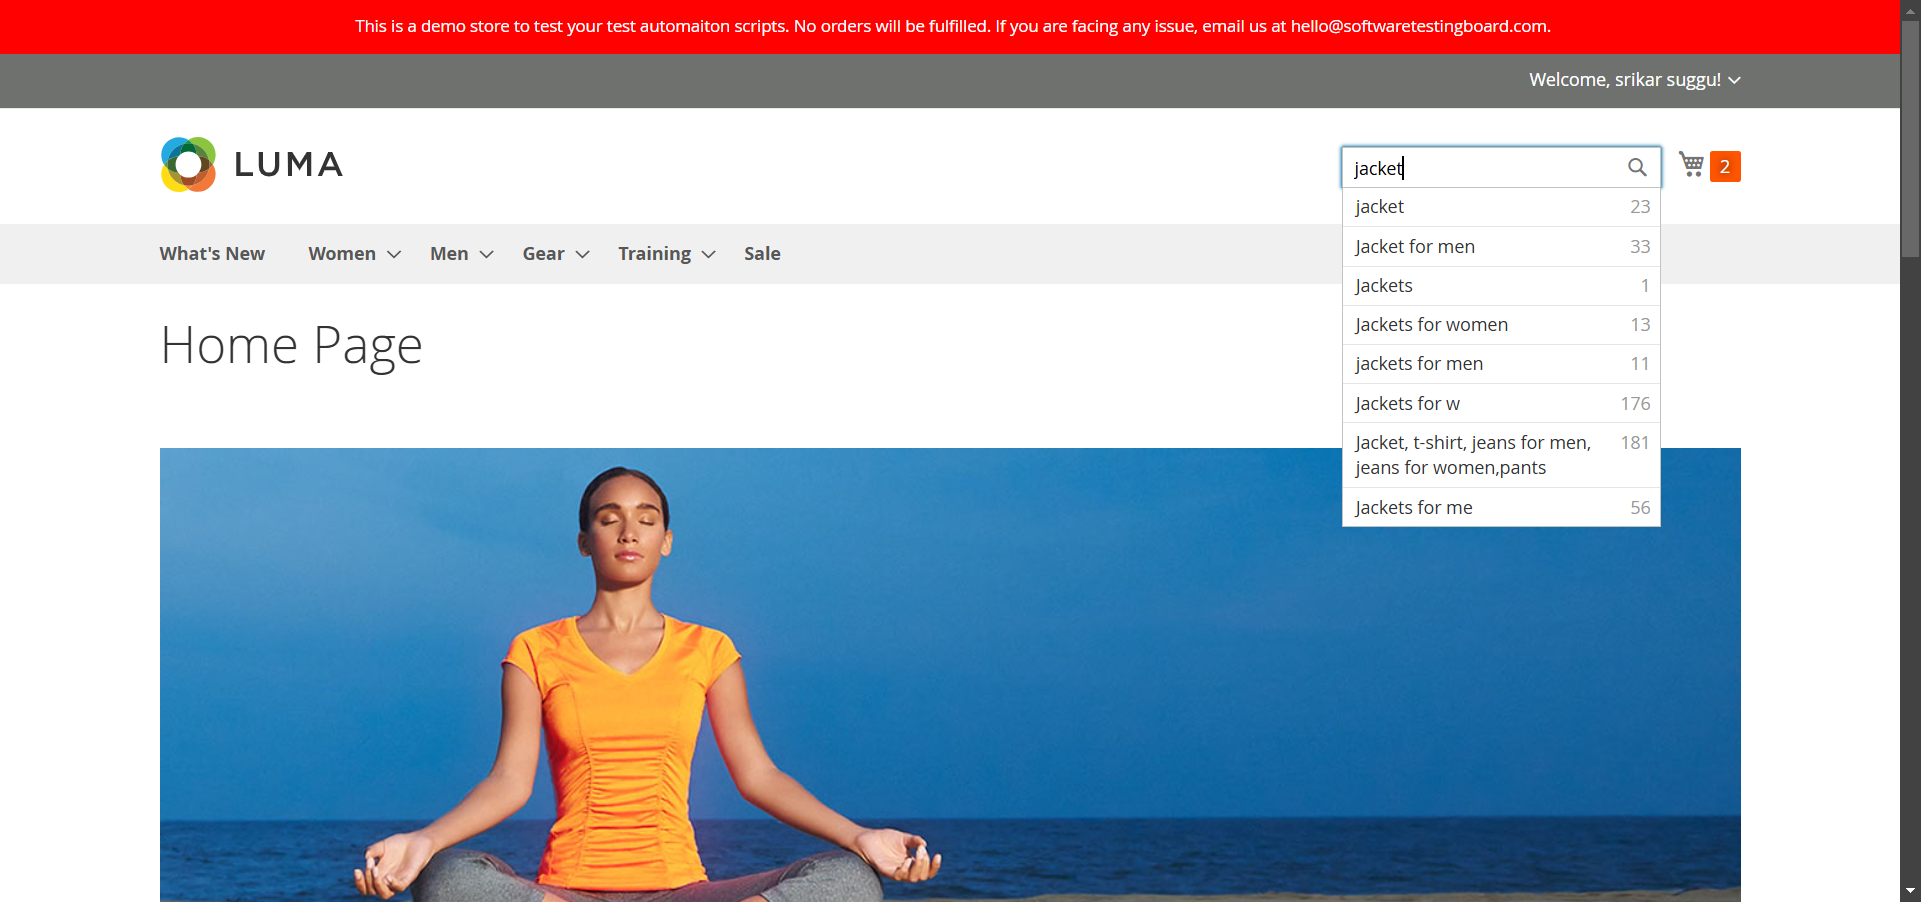 This is a demo store to test your test automaiton scripts. No orders will be fulfilled. If you are facing any issue, email us at hello@softwaretestingboard.com.
Welcome, srikar suggu!
LUMA
jacket
2
jacket 23
Jacket for men 33
Jackets 1
Jackets for women 13
jackets for men 11
Jackets for w 176
Jacket, t-shirt, jeans for men, 181
jeans for women,pants
Jackets for me 56
What's New Women Men Gear Training Sale
Home Page